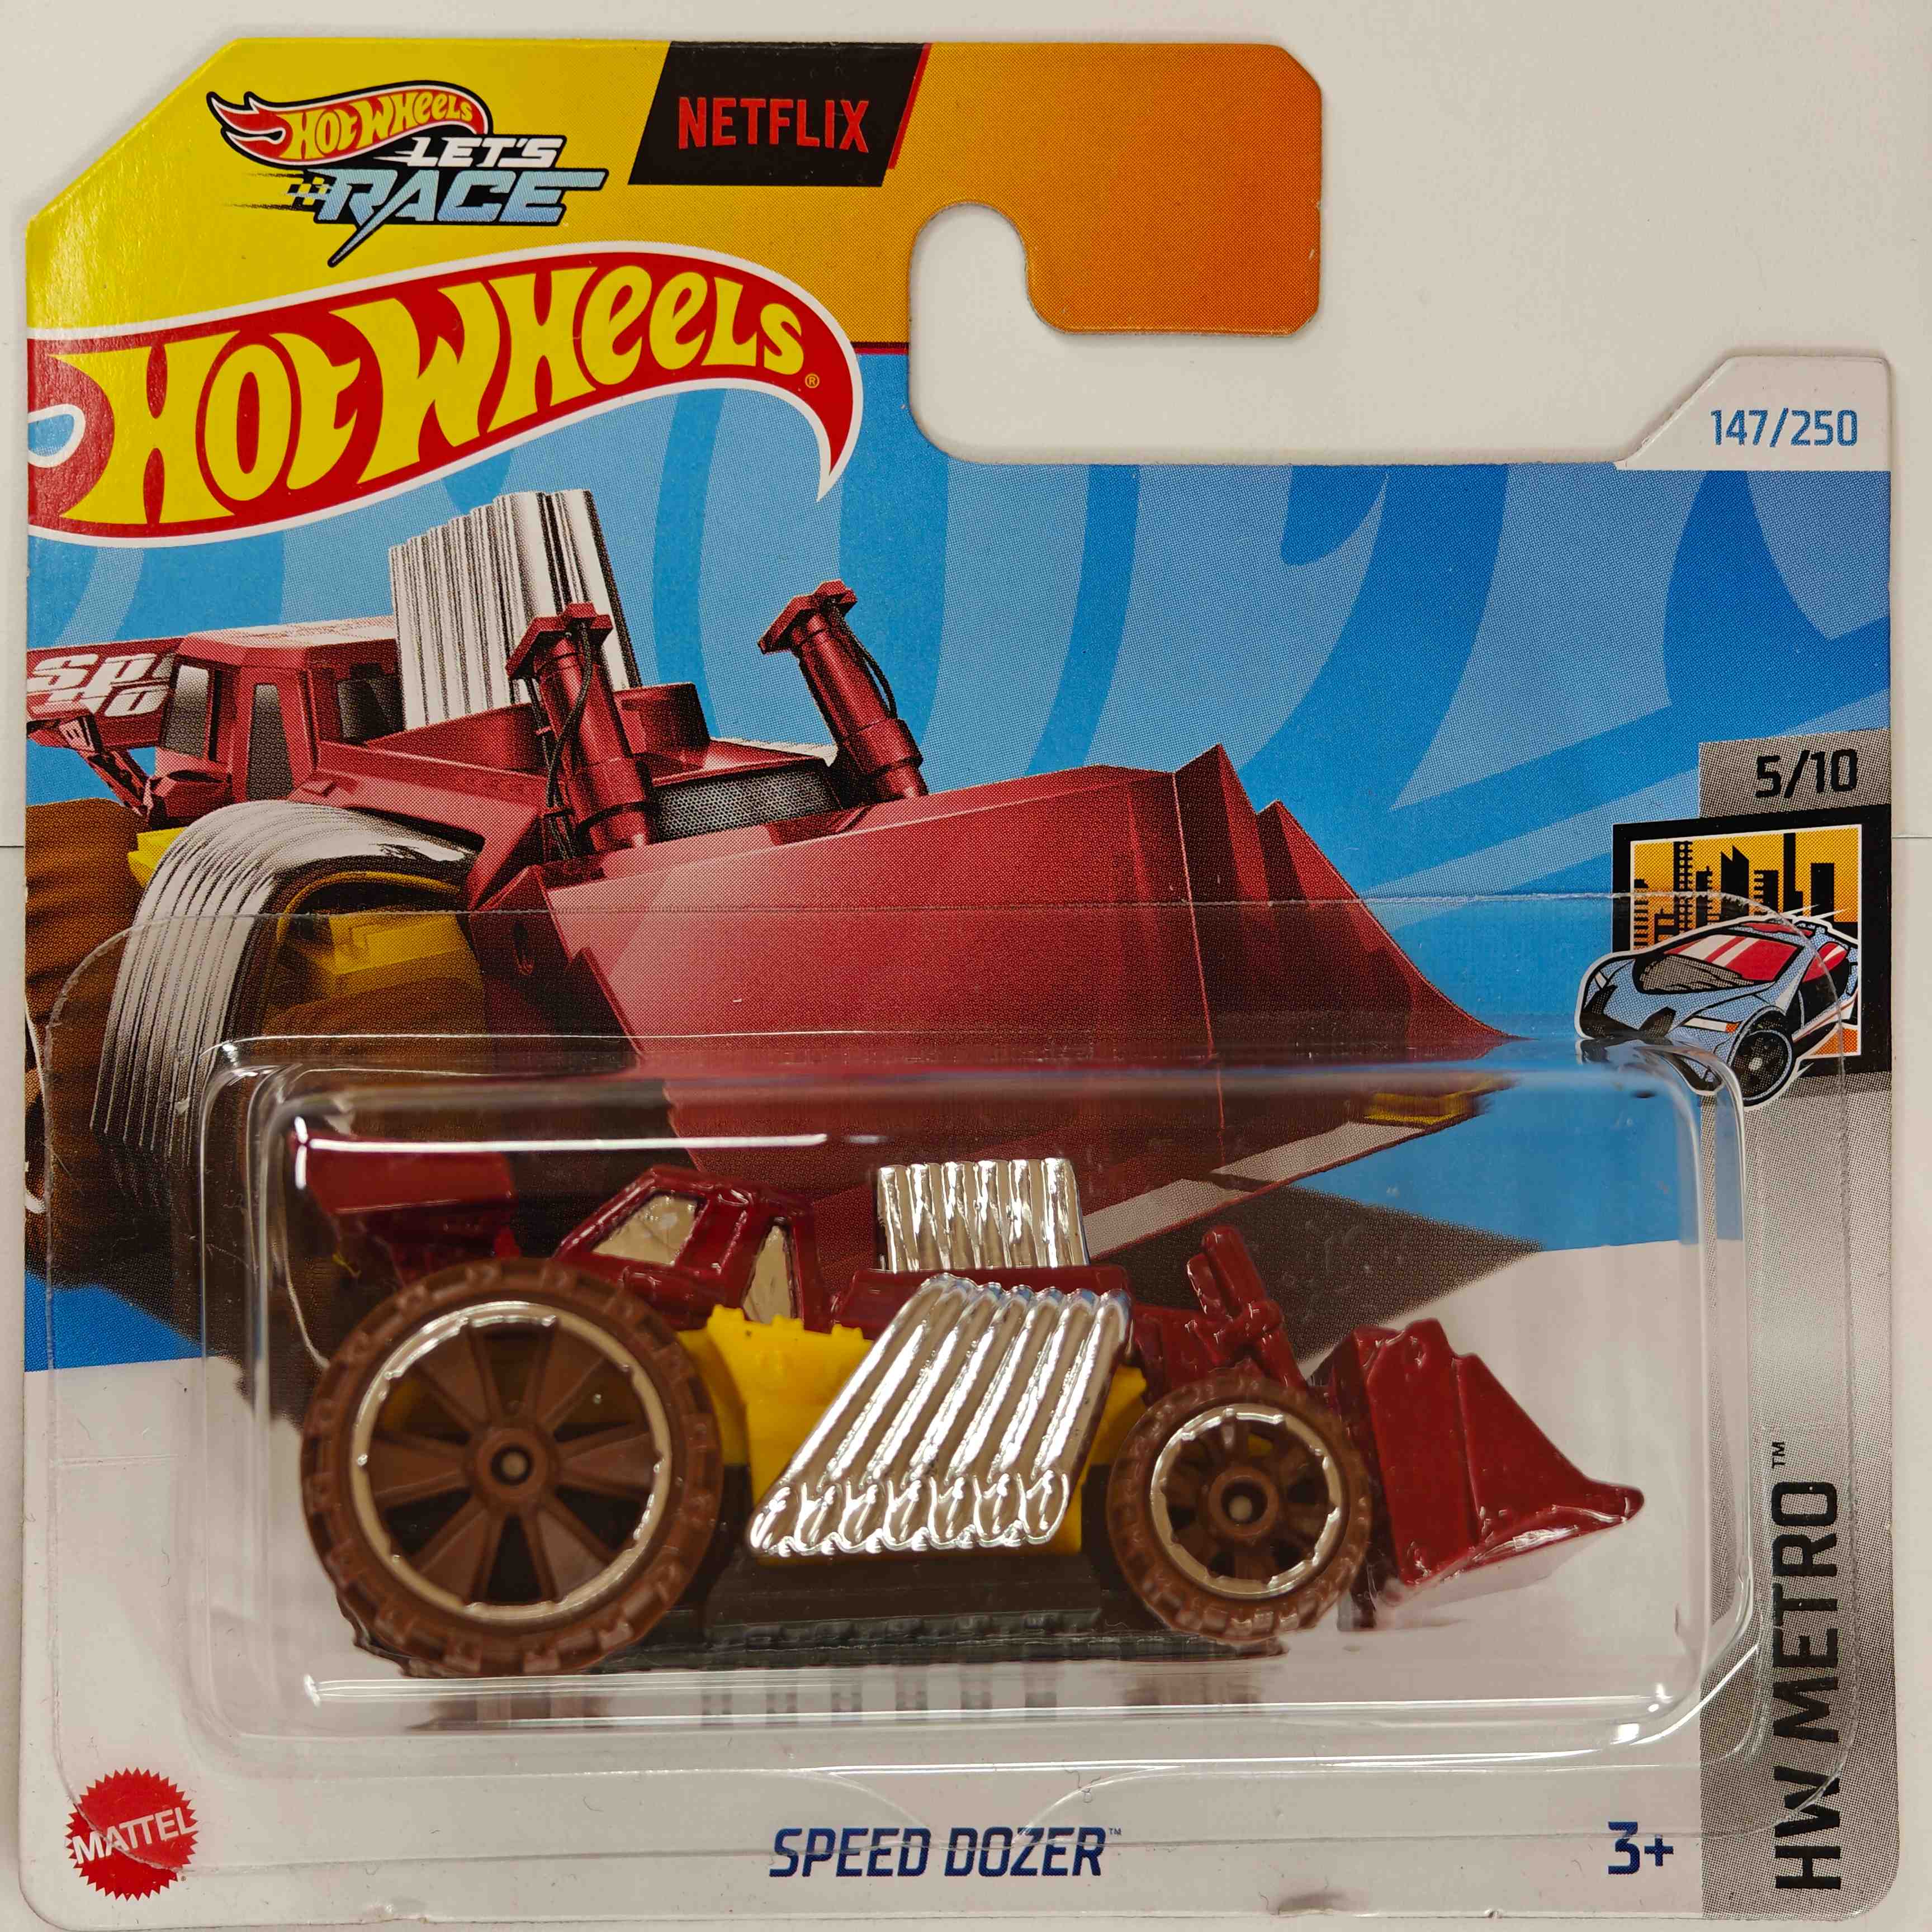 HOT WHEELS
LET'S
RACE
NETFLIX
HOT WHEELS®
147/250
5/10
HW METRO™
MATTEL
SPEED DOZER™
3+